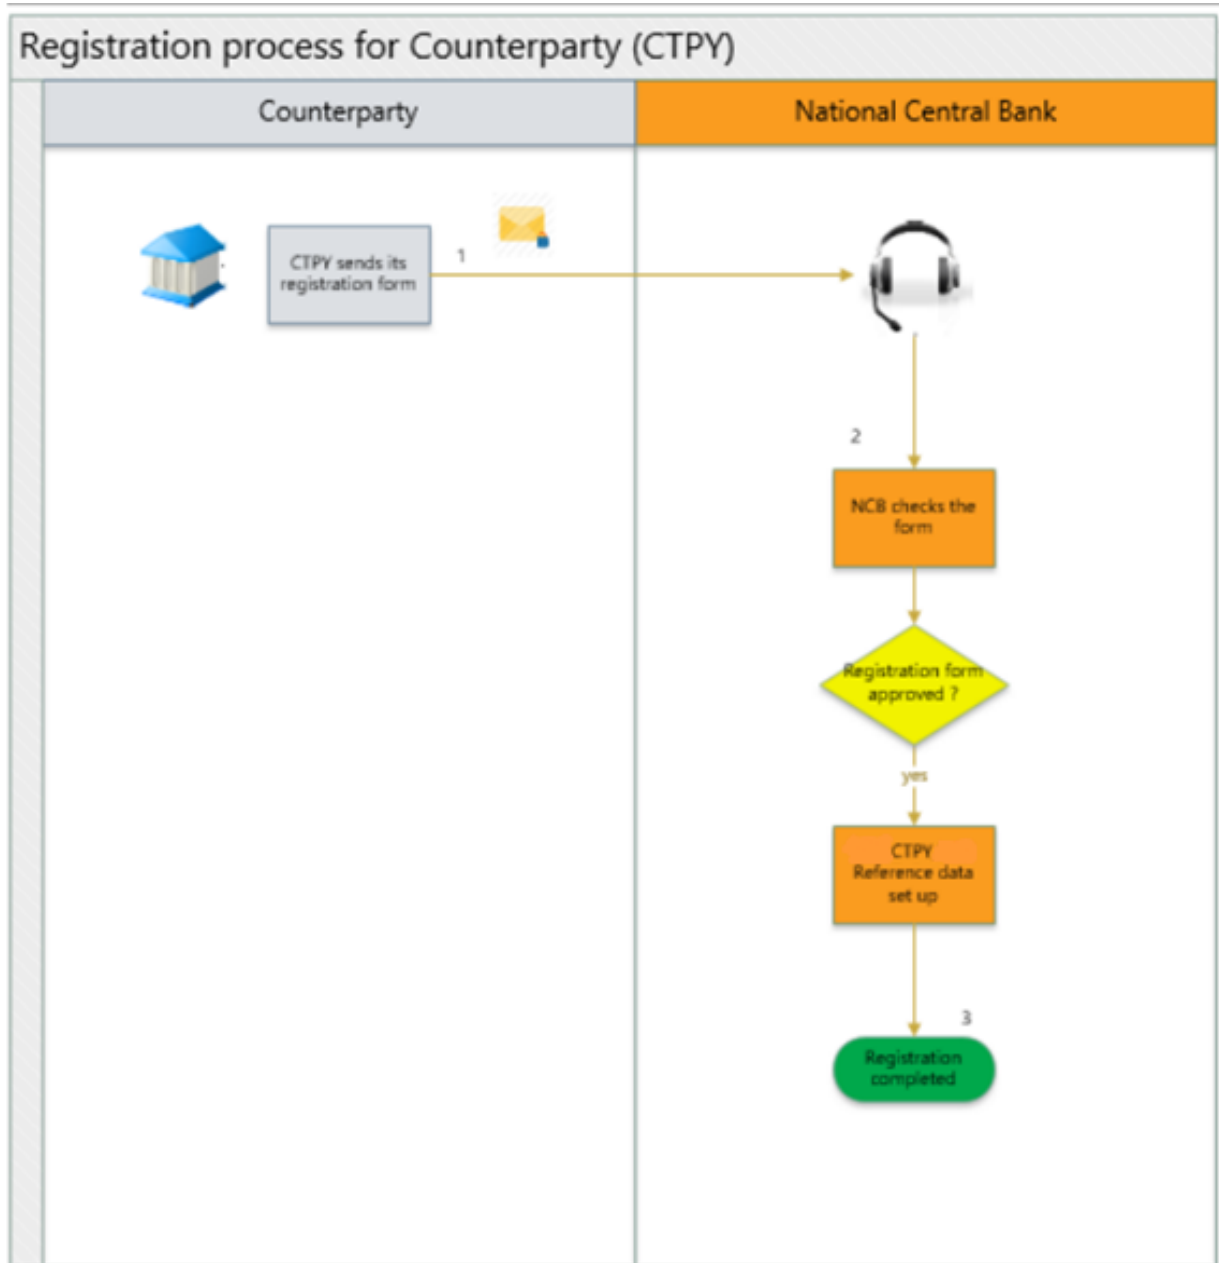 Registration process for Counterparty (CTPY)
Counterparty
National Central Bank
CTPY sends its
registration form
1
2
NCB checks the
form
Registration form
approved ?
yes
CTPY
Reference data
set up
3
Registration
completed